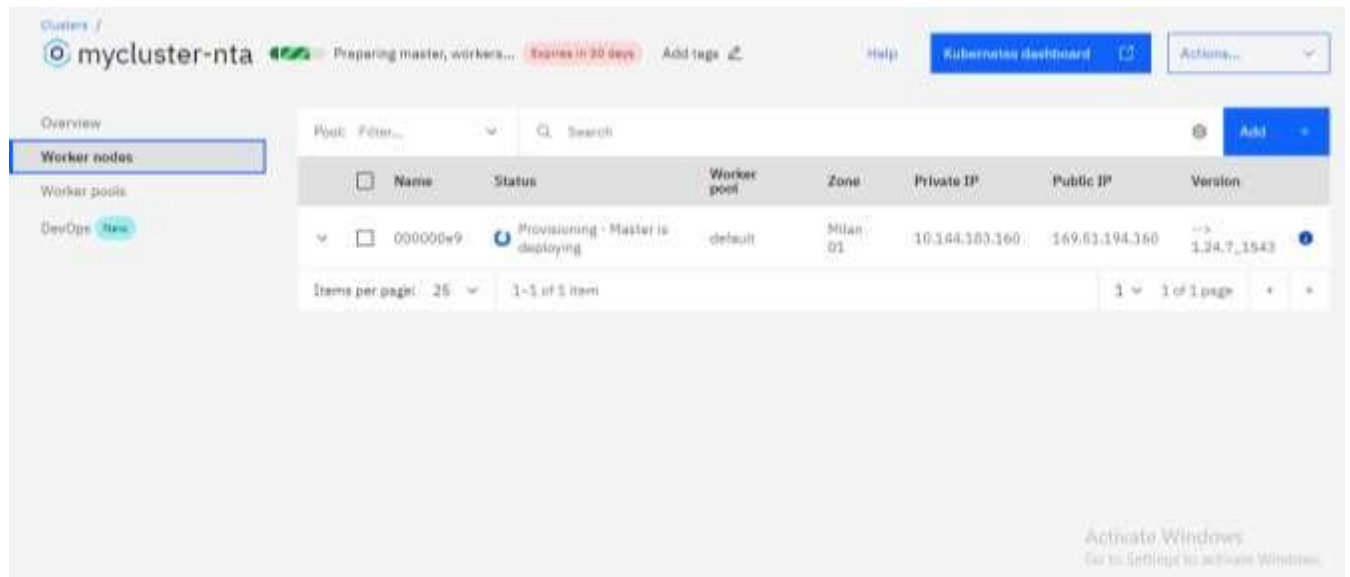 Clusters /
mycluster-nta Preparing master, workers... Expires in 30 days Add tags Help Kubernetes dashboard Actions...
Overview
Worker nodes
Worker pools
DevOps New
Pool: Filter... Search Add +
Name Status Worker pool Zone Private IP Public IP Version
000000e9 Provisioning - Master is deploying default Milan 01 10.144.183.160 169.51.194.160 --> 1.24.7_1543
Items per page: 25 1-1 of 1 item 1 1 of 1 page
Activate Windows
Go to Settings to activate Windows.